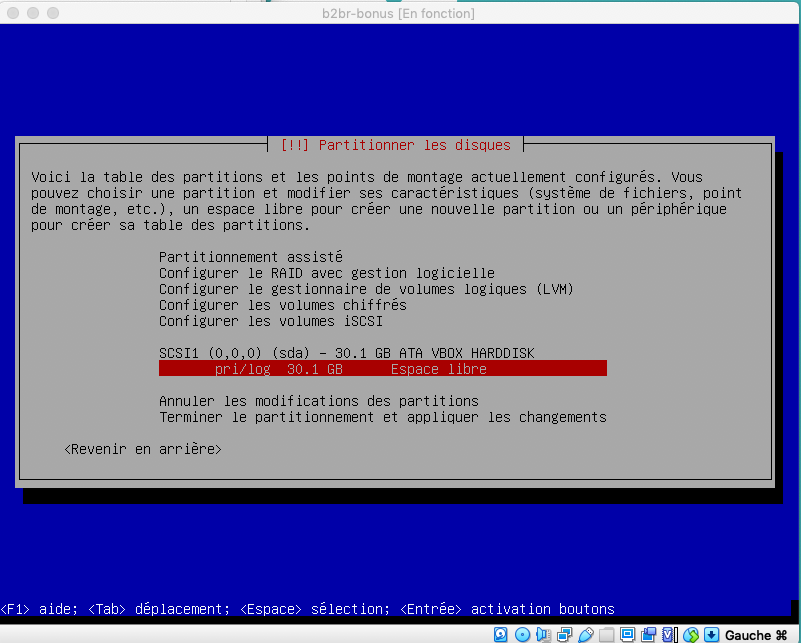 b2br-bonus [En fonction]
[!!] Partitionner les disques
Voici la table des partitions et les points de montage actuellement configurés. Vous
pouvez choisir une partition et modifier ses caractéristiques (système de fichiers, point
de montage, etc.), un espace libre pour créer une nouvelle partition ou un périphérique
pour créer sa table des partitions.
Partitionnement assisté
Configurer le RAID avec gestion logicielle
Configurer le gestionnaire de volumes logiques (LVM)
Configurer les volumes chiffrés
Configurer les volumes iSCSI
SCSI1 (0,0,0) (sda) - 30.1 GB ATA VBOX HARDDISK
pri/log 30.1 GB Espace libre
Annuler les modifications des partitions
Terminer le partitionnement et appliquer les changements
<Revenir en arrière>
<F1> aide; <Tab> déplacement; <Espace> sélection; <Entrée> activation boutons
Gauche ⌘